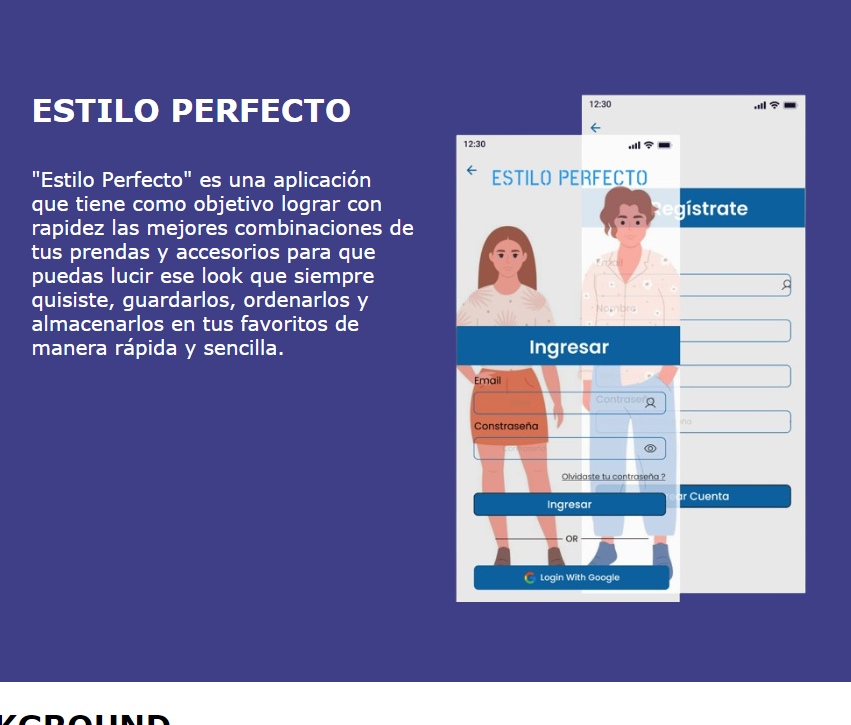 ESTILO PERFECTO
"Estilo Perfecto" es una aplicación
que tiene como objetivo lograr con
rapidez las mejores combinaciones de
tus prendas y accesorios para que
puedas lucir ese look que siempre
quisiste, guardarlos, ordenarlos y
almacenarlos en tus favoritos de
manera rápida y sencilla.
12:30
ESTILO PERFECTO
Ingresar
Email
Constraseña
Contraseña
Olvidaste tu contraseña ?
Ingresar
OR
Login With Google
12:30
Regístrate
Email
Nombre
Contraseña
Cuenta